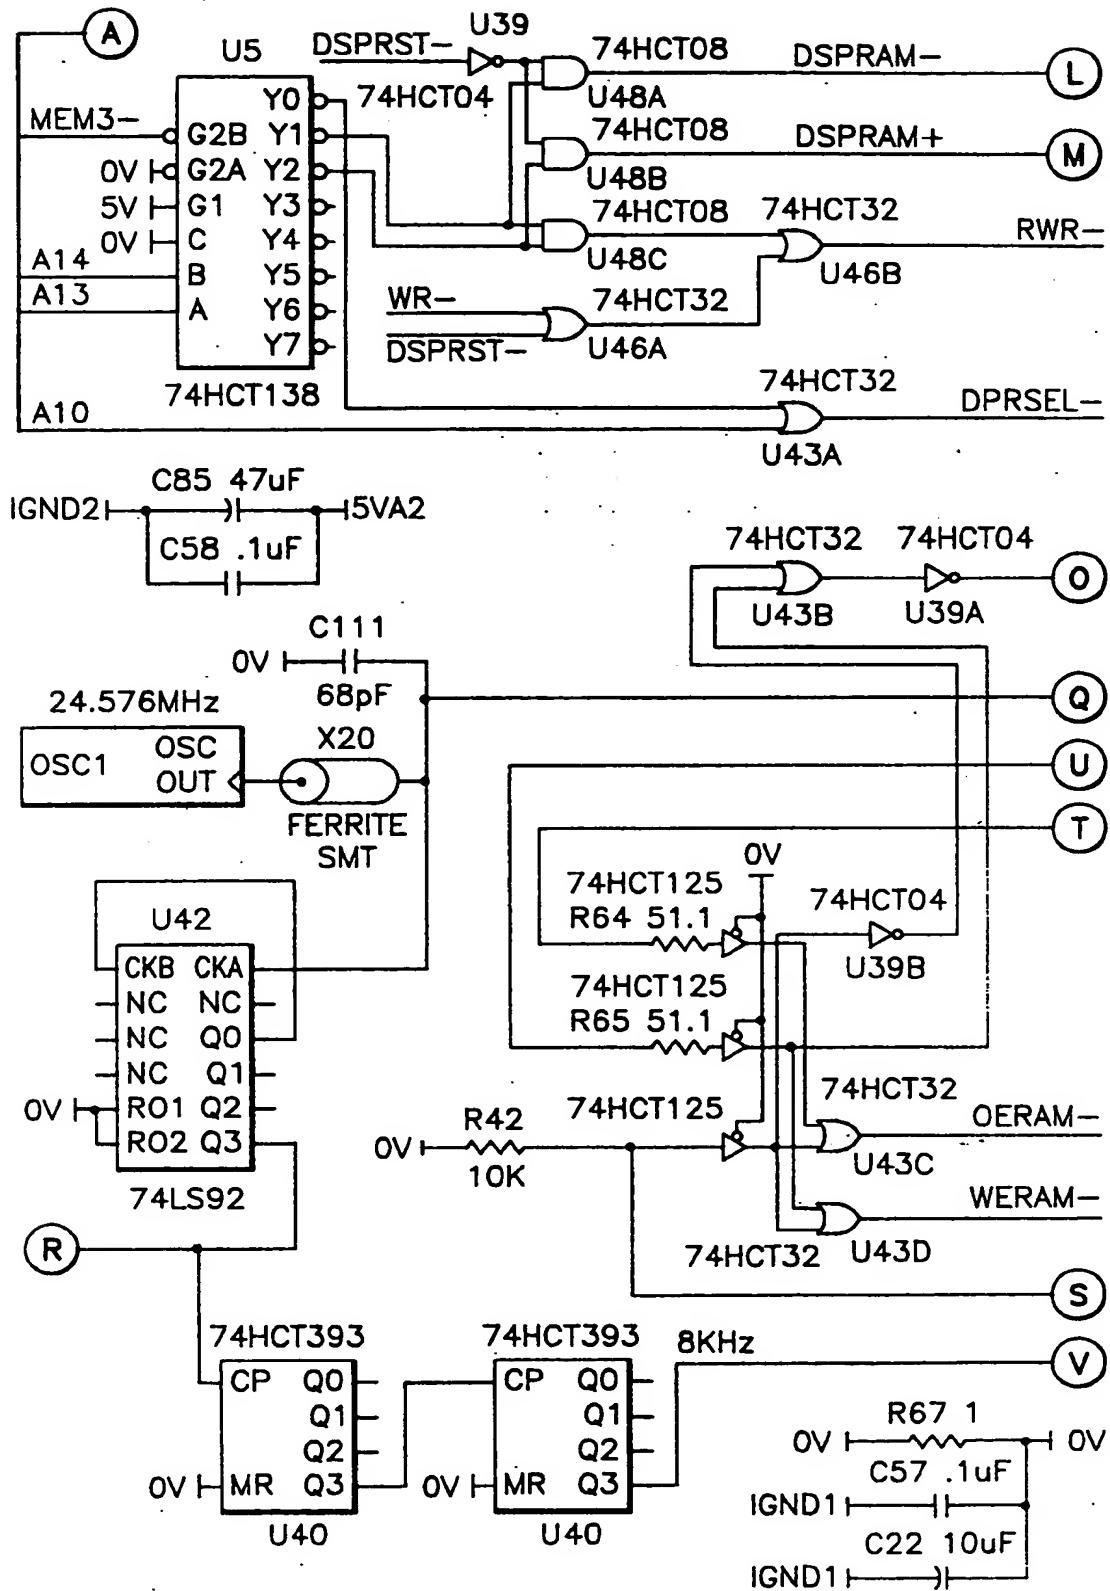 A
U5
DSPRST-
U39
74HCT04
74HCT08
DSPRAM-
L
U48A
MEM3-
G2B
Y0
Y1
0V
G2A
Y2
5V
G1
Y3
0V
C
Y4
A14
B
Y5
A13
A
Y6
Y7
74HCT138
74HCT08
DSPRAM+
M
U48B
74HCT08
U48C
74HCT32
RWR-
U46B
WR-
DSPRST-
74HCT32
U46A
A10
74HCT32
DPRSEL-
U43A
C85 47uF
IGND2
5VA2
C58 .1uF
74HCT32
74HCT04
O
U43B
U39A
C111
0V
68pF
Q
24.576MHz
OSC1
OSC
OUT
X20
FERRITE
SMT
U
T
0V
74HCT125
R64 51.1
74HCT04
U39B
74HCT125
R65 51.1
U42
CKB CKA
NC NC
NC Q0
NC Q1
0V
RO1 Q2
RO2 Q3
74LS92
R42
0V
10K
74HCT125
74HCT32
OERAM-
U43C
WERAM-
74HCT32
U43D
R
S
74HCT393
CP Q0
Q1
Q2
0V
MR Q3
U40
74HCT393
8KHz
V
CP Q0
Q1
Q2
0V
MR Q3
U40
R67 1
0V
0V
C57 .1uF
IGND1
C22 10uF
IGND1